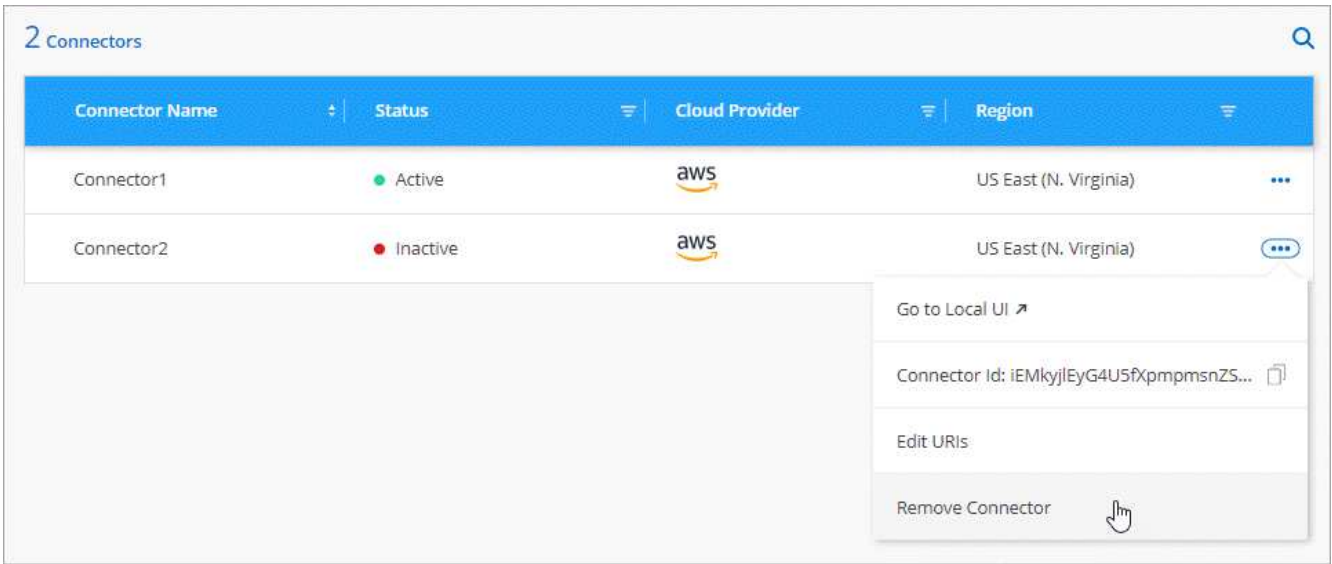 2 Connectors
Connector Name Status Cloud Provider Region
Connector1 Active aws US East (N. Virginia)
Connector2 Inactive aws US East (N. Virginia)
Go to Local UI
Connector Id: iEMkyjlEyG4U5fXpmpmsnZS...
Edit URIs
Remove Connector